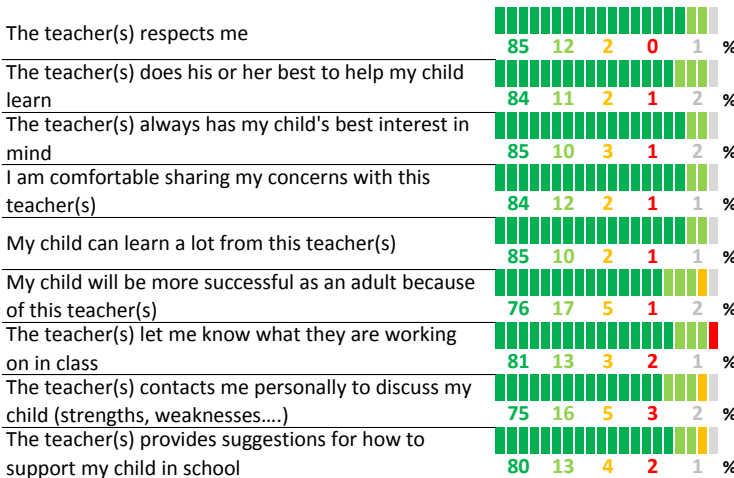 The teacher(s) respects me
85 12 2 0 1 %
The teacher(s) does his or her best to help my child
learn
84 11 2 1 2 %
The teacher(s) always has my child's best interest in
mind
85 10 3 1 2 %
I am comfortable sharing my concerns with this
teacher(s)
84 12 2 1 1 %
My child can learn a lot from this teacher(s)
85 10 2 1 1 %
My child will be more successful as an adult because
of this teacher(s)
76 17 5 1 2 %
The teacher(s) let me know what they are working
on in class
81 13 3 2 1 %
The teacher(s) contacts me personally to discuss my
child (strengths, weaknesses....)
75 16 5 3 2 %
The teacher(s) provides suggestions for how to
support my child in school
80 13 4 2 1 %